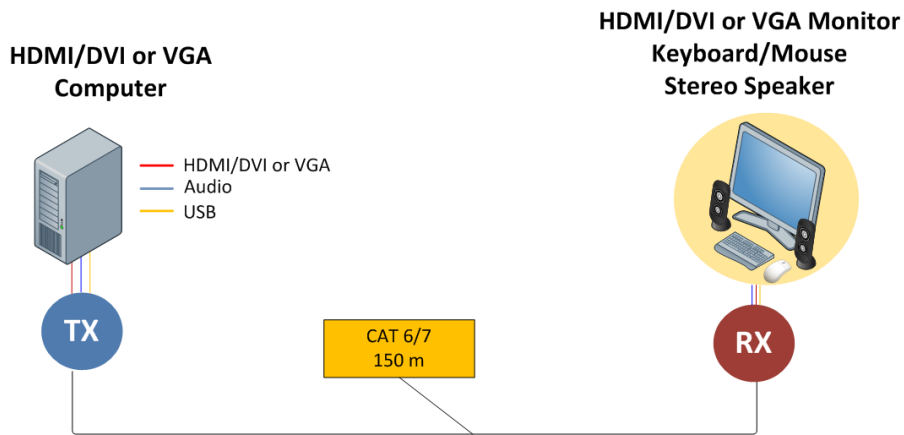 HDMI/DVI or VGA
Computer
HDMI/DVI or VGA Monitor
Keyboard/Mouse
Stereo Speaker
HDMI/DVI or VGA
Audio
USB
TX
CAT 6/7
150 m
RX